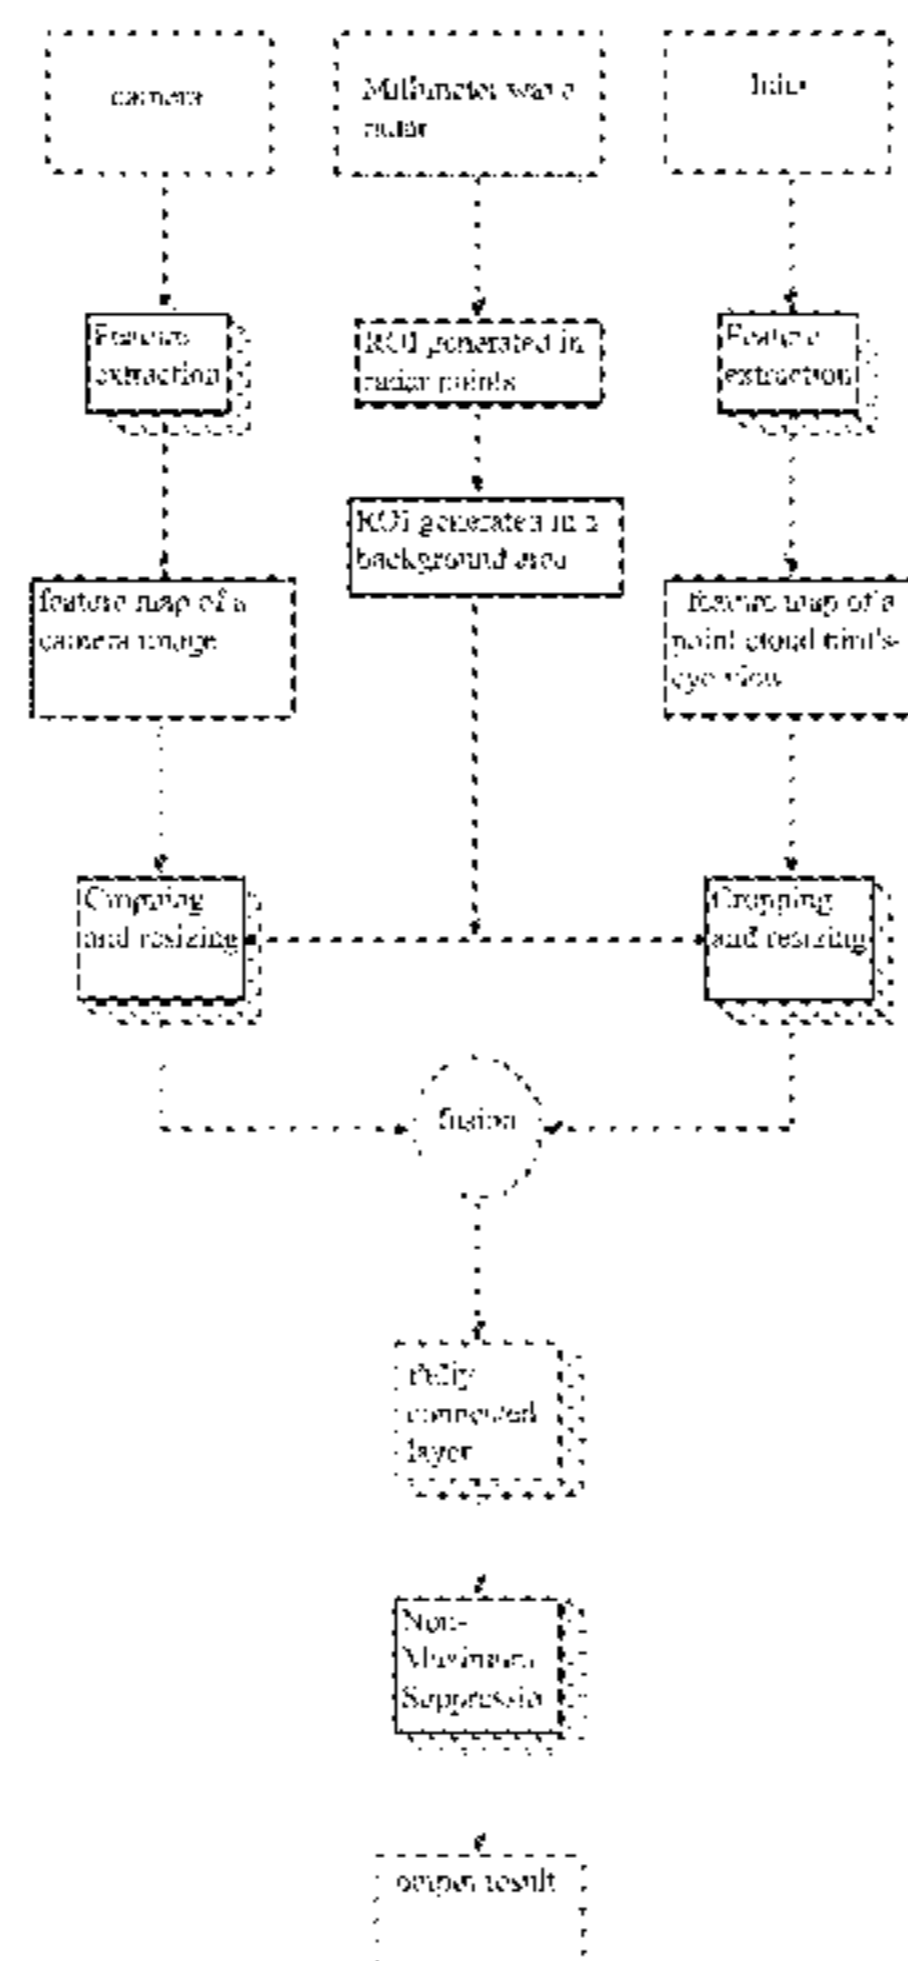 camera
Millimeter wave
radar
lidar
Feature
extraction
ROI generated in
radar points
Feature
extraction
ROI generated in a
background area
feature map of a
camera image
feature map of a
point cloud bird's-
eye view
Cropping
and resizing
Cropping
and resizing
fusion
Fully
connected
layer
Non-
Maximum
Suppressio
output result